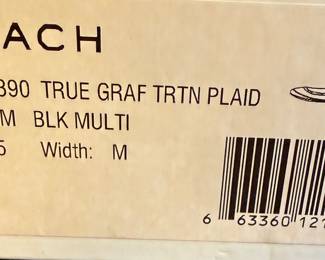 ACH
390 TRUE GRAF TRTN PLAID
M BLK MULTI
5 Width: M
6 63360 121